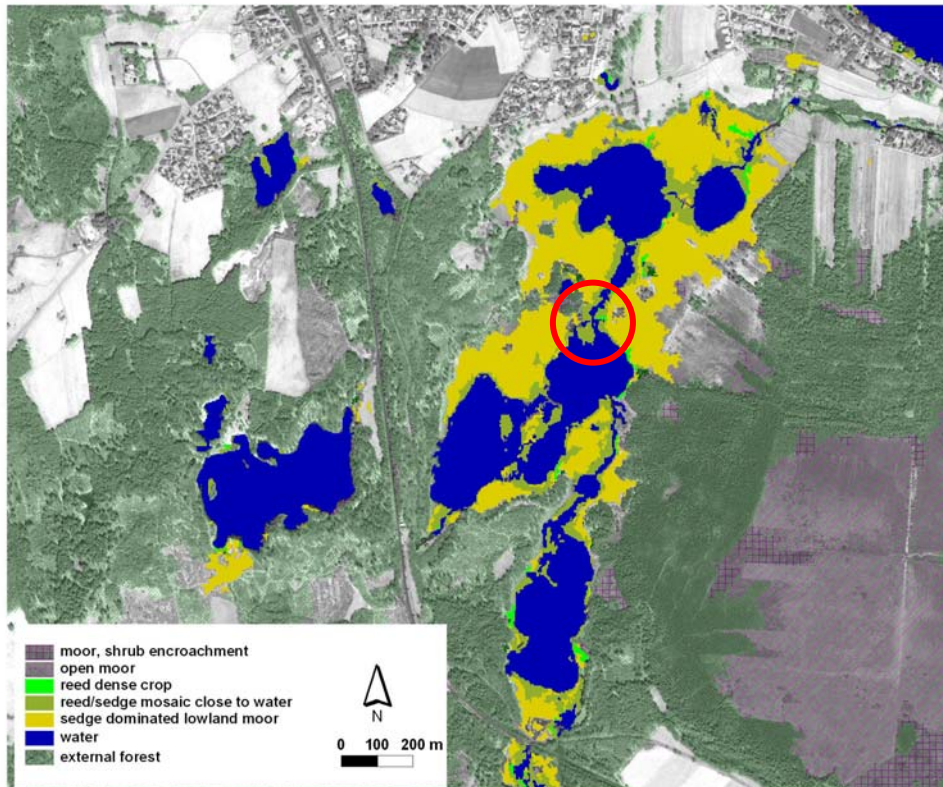 moor, shrub encroachment
open moor
reed dense crop
reed/sedge mosaic close to water
sedge dominated lowland moor
water
external forest
N
0 100 200 m